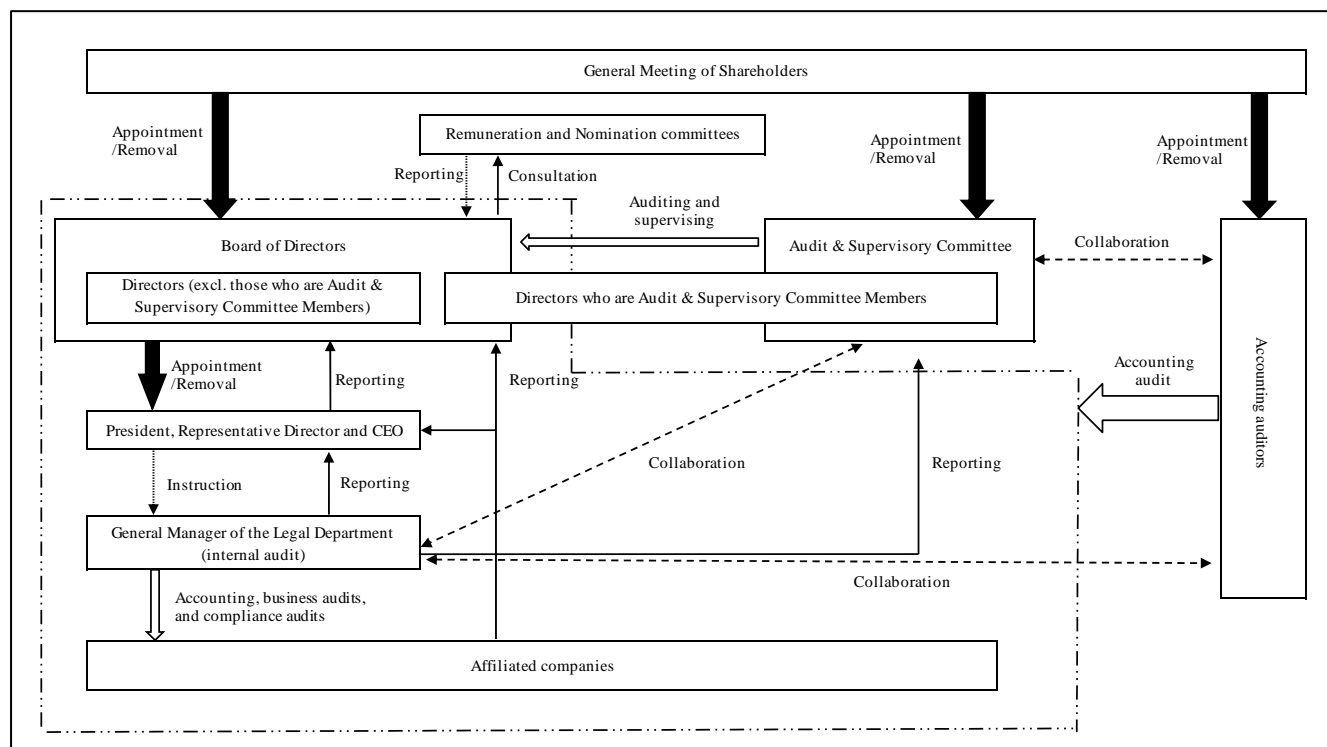 General Meeting of Shareholders
Appointment
/Removal
Remuneration and Nomination committees
Appointment
/Removal
Appointment
/Removal
Reporting
Consultation
Auditing and
supervising
Board of Directors
Audit & Supervisory Committee
Collaboration
Directors (excl. those who are Audit &
Supervisory Committee Members)
Directors who are Audit & Supervisory Committee Members
Appointment
/Removal
Reporting
Reporting
Accounting
audit
Accounting auditors
President, Representative Director and CEO
Collaboration
Reporting
Instruction
Reporting
General Manager of the Legal Department
(internal audit)
Collaboration
Accounting, business audits,
and compliance audits
Affiliated companies